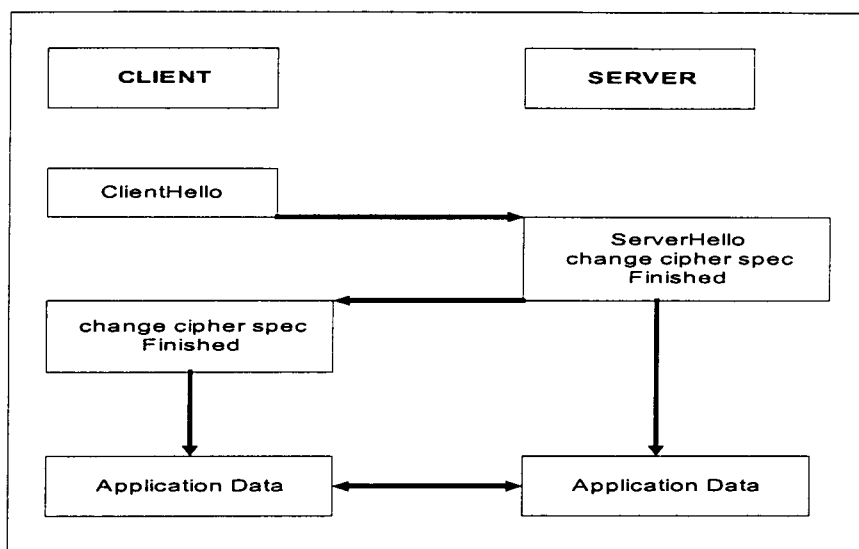 CLIENT
SERVER
ClientHello
ServerHello
change cipher spec
Finished
change cipher spec
Finished
Application Data
Application Data